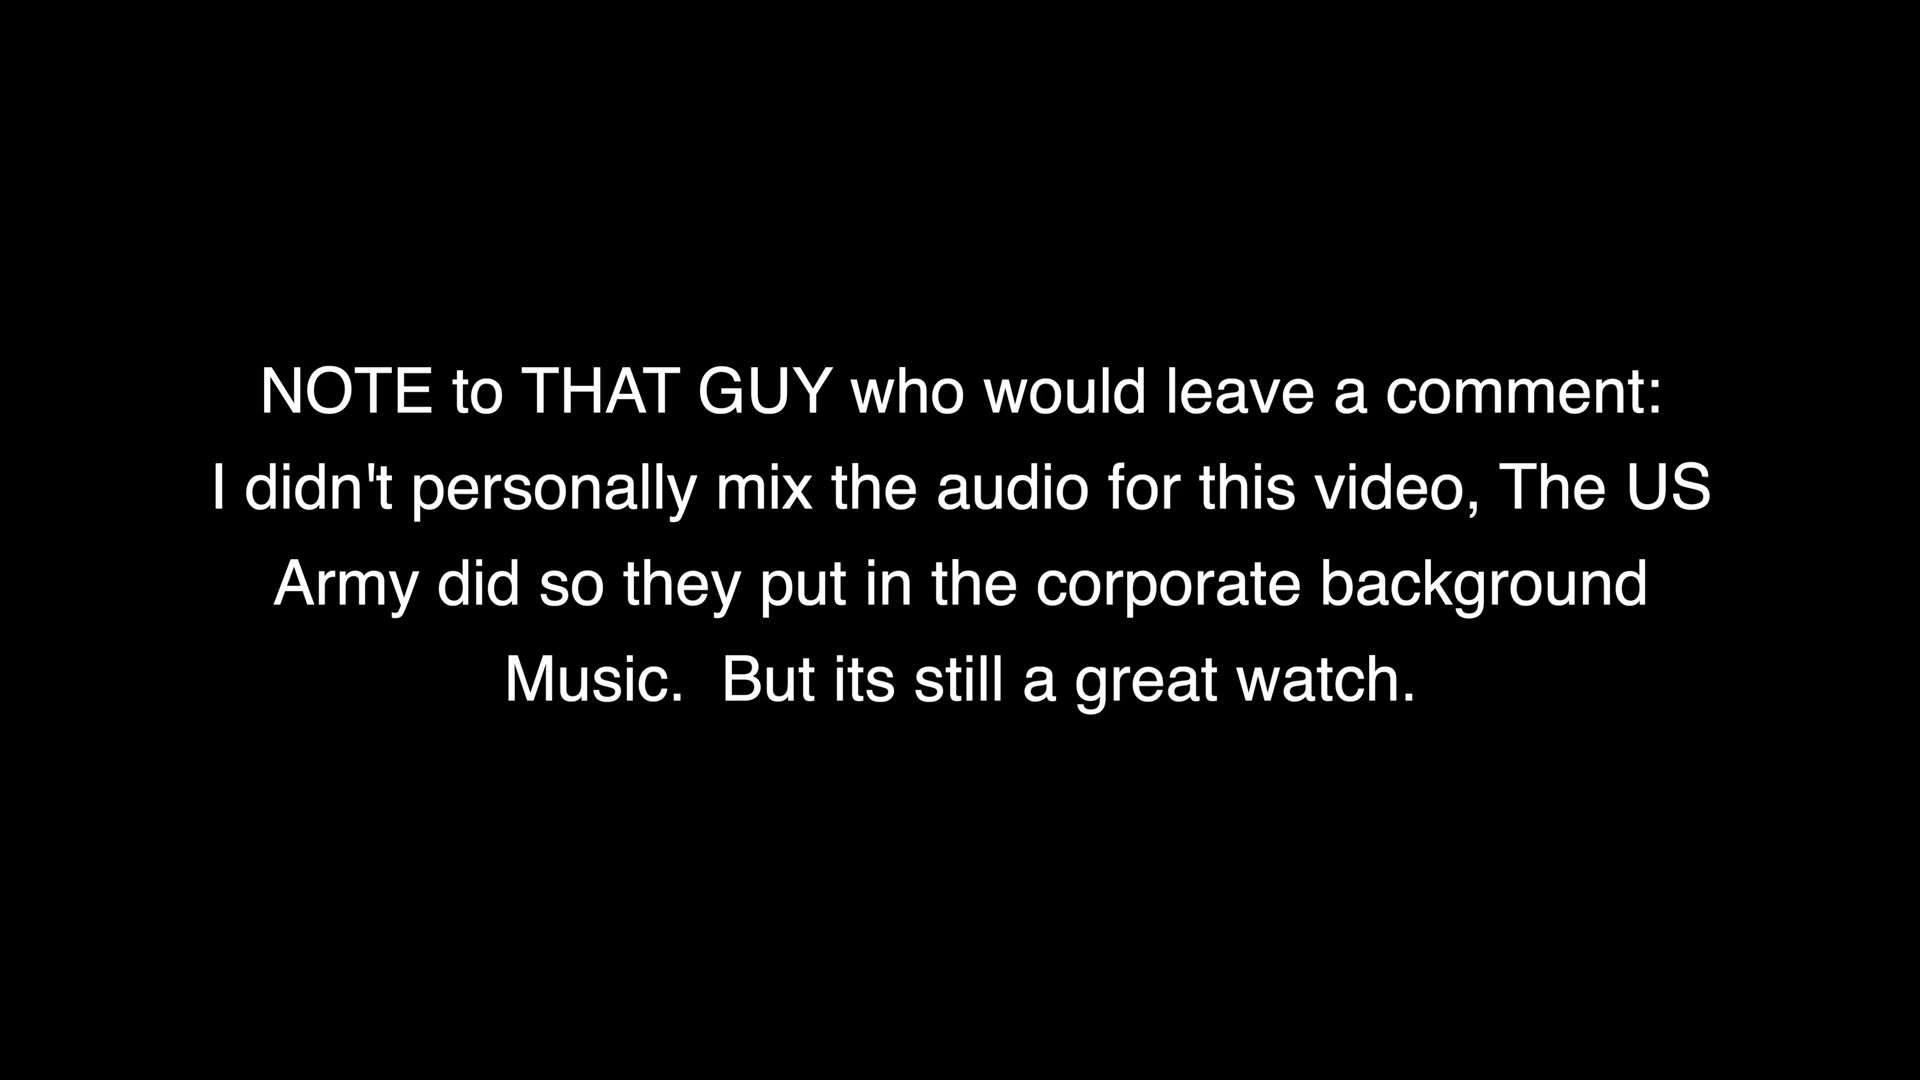 NOTE to THAT GUY who would leave a comment:
I didn't personally mix the audio for this video, The US
Army did so they put in the corporate background
Music.  But its still a great watch.